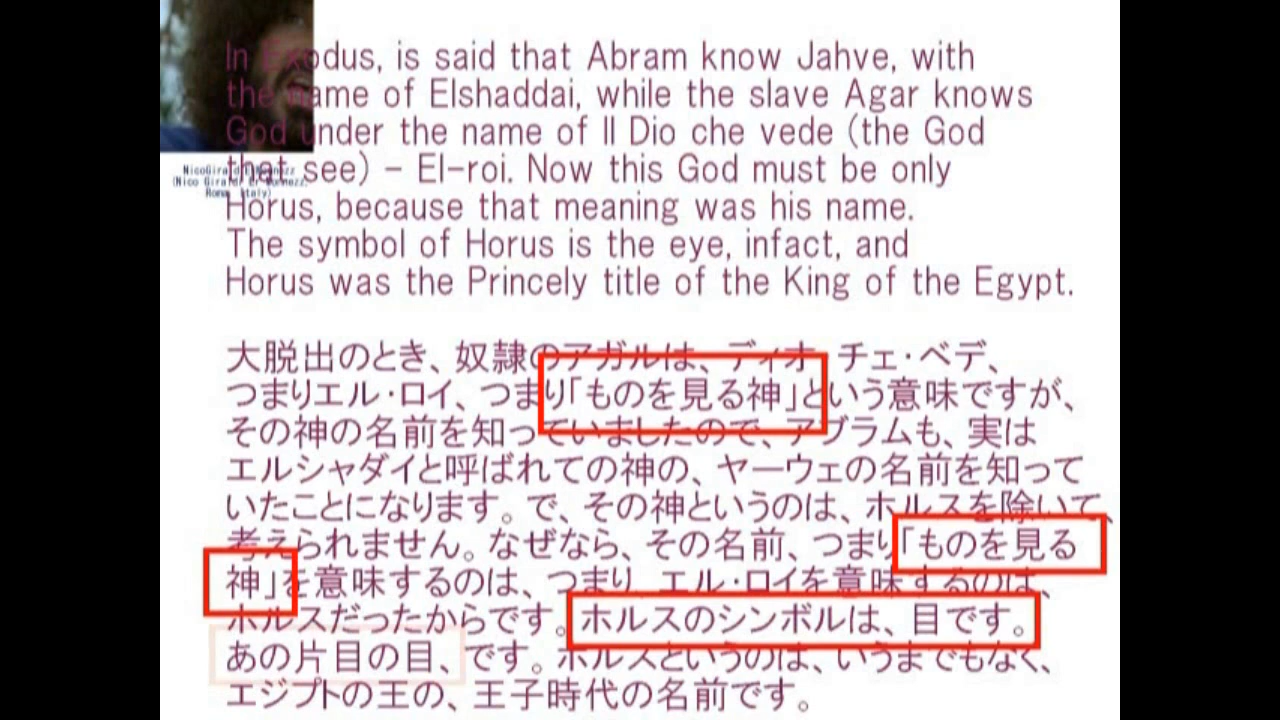 In Exodus, is said that Abram know Jahve, with
the name of Elshaddai, while the slave Agar knows
God under the name of Il Dio che vede (the God
that see) - El-roi. Now this God must be only
Horus, because that meaning was his name.
The symbol of Horus is the eye, infact, and
Horus was the Princely title of the King of the Egypt.
Roma, Italy)
大脱出のとき、奴隷のアガルは、ディオ チェ・ベデ、
つまりエル・ロイ、つまり「ものを見る神」という意味ですが、
その神の名前を知っていましたので、アブラムも、実は
エルシャダイと呼ばれての神の、ヤーウェの名前を知って
いたことになります。で、その神というのは、ホルスを除いて、
考えられません。なぜなら、その名前、つまり「ものを見る
神」を意味するのは、つまり、エル・ロイを意味するのは、
ホルスだったからです。ホルスのシンボルは、目です。
あの片目の目、です。ホルスというのは、いうまでもなく、
エジプトの王の、王子時代の名前です。